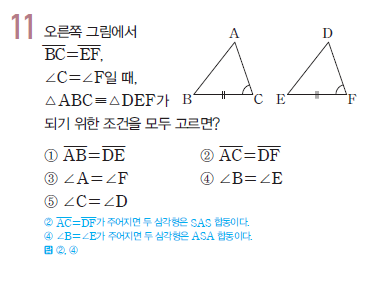 11 오른쪽 그림에서
BC=EF,
∠C=∠F일 때,
△ABC≡△DEF가
되기 위한 조건을 모두 고르면?
A
B
C
D
E
F
① AB=DE ② AC=DF
③ ∠A=∠F ④ ∠B=∠E
⑤ ∠C=∠D
② AC=DF가 주어지면 두 삼각형은 SAS 합동이다.
④ ∠B=∠E가 주어지면 두 삼각형은 ASA 합동이다.
답 ②, ④